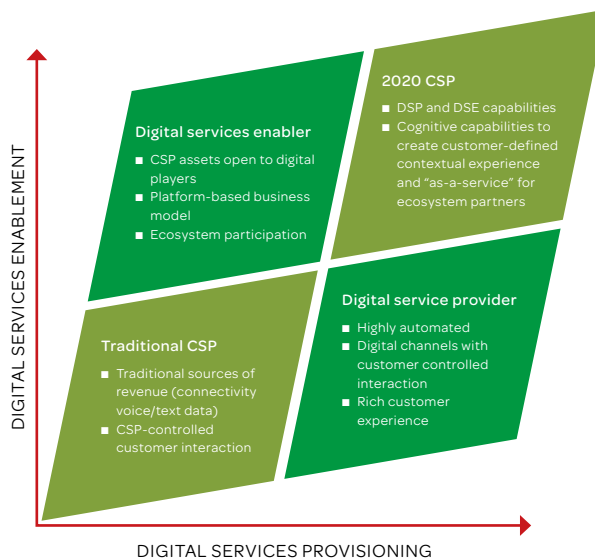 DIGITAL SERVICES ENABLEMENT
Digital services enabler
■ CSP assets open to digital
players
■ Platform-based business
model
■ Ecosystem participation
2020 CSP
■ DSP and DSE capabilities
■ Cognitive capabilities to
create customer-defined
contextual experience
and “as-a-service” for
ecosystem partners
Traditional CSP
■ Traditional sources of
revenue (connectivity
voice/text data)
■ CSP-controlled
customer interaction
Digital service provider
■ Highly automated
■ Digital channels with
customer controlled
interaction
■ Rich customer
experience
DIGITAL SERVICES PROVISIONING